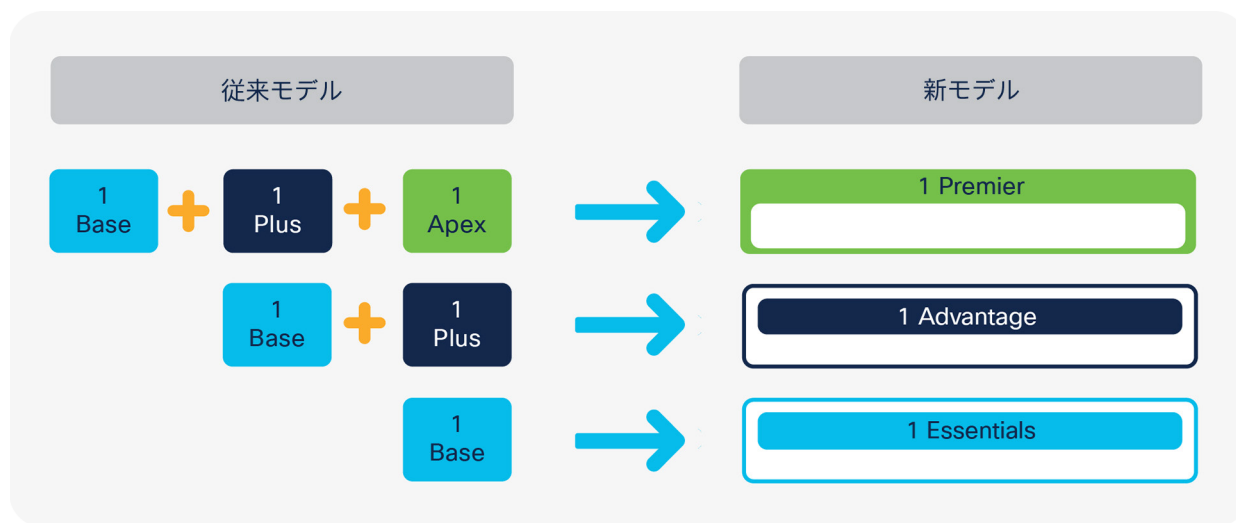 従来モデル
新モデル
1
Base
1
Plus
1
Apex
1 Premier
1
Base
1
Plus
1 Advantage
1
Base
1 Essentials